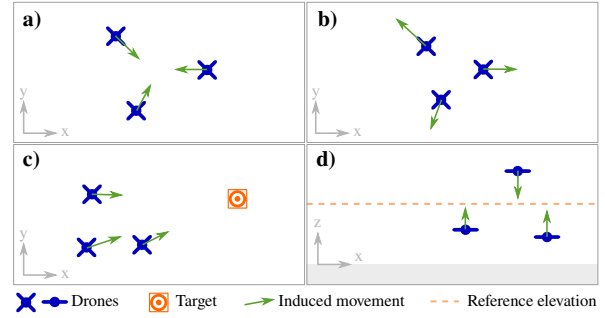 a)
y
x
b)
y
x
c)
y
x
d)
z
x
Drones Target Induced movement Reference elevation